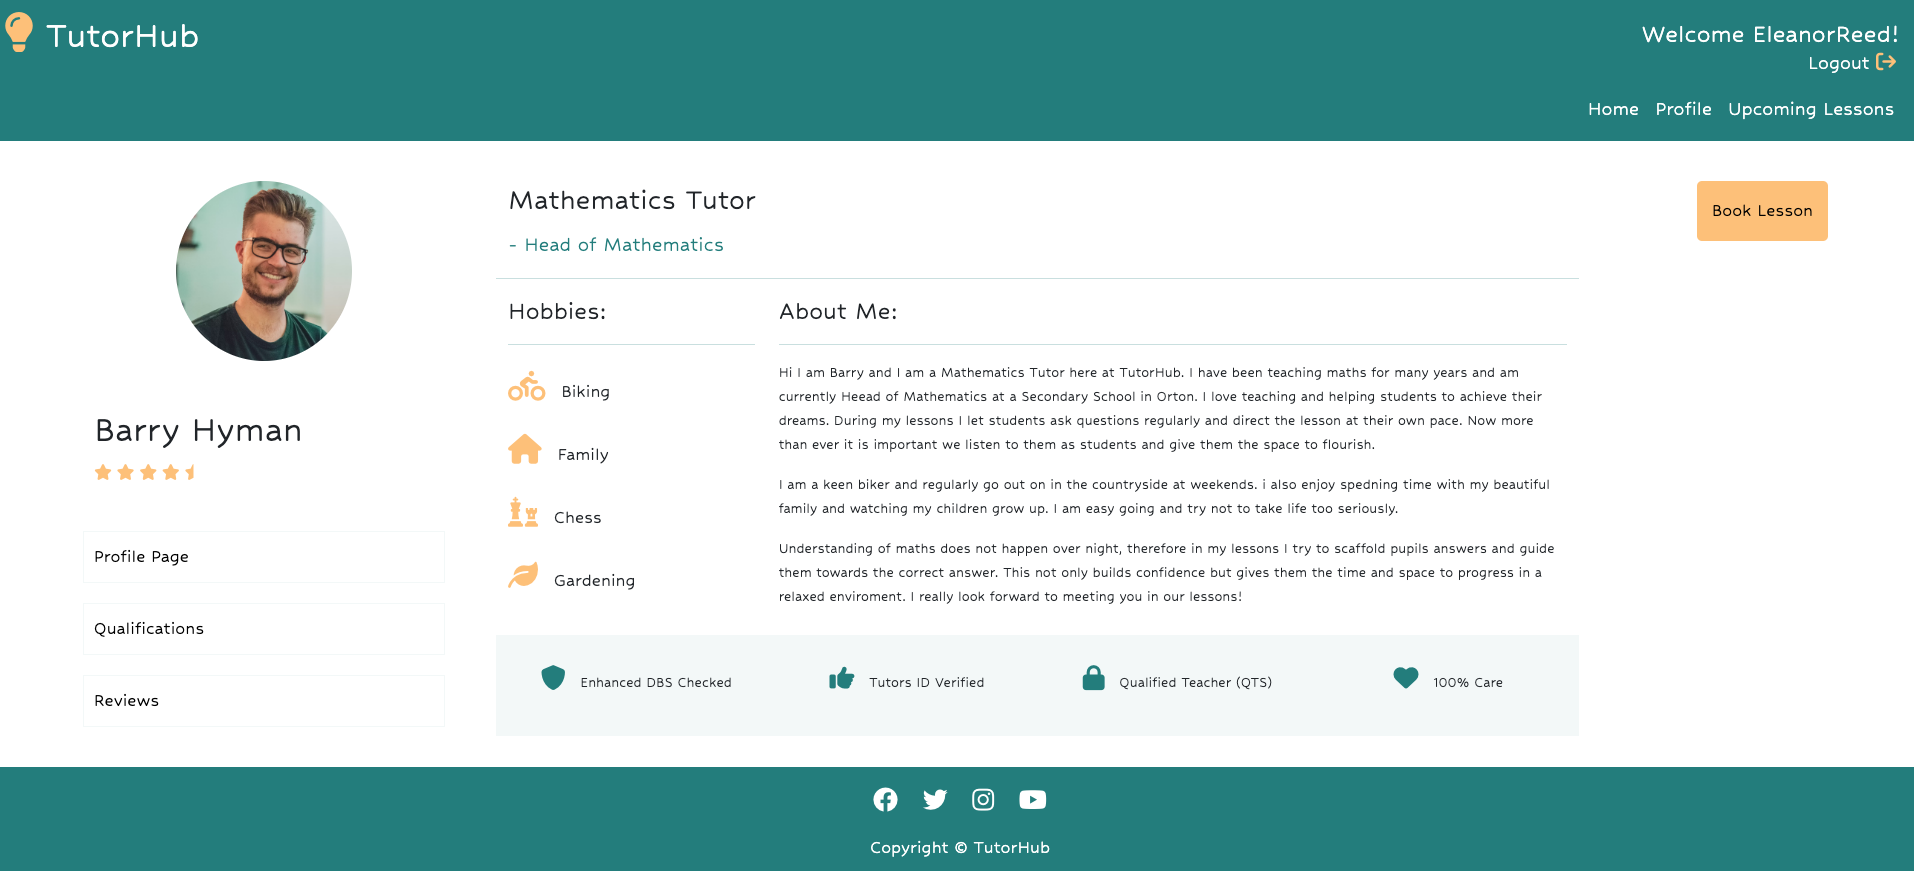 TutorHub
Welcome EleanorReed!
Logout
Home Profile Upcoming Lessons
Barry Hyman
Profile Page
Qualifications
Reviews
Mathematics Tutor
- Head of Mathematics
Hobbies:
Biking
Family
Chess
Gardening
About Me:
Hi I am Barry and I am a Mathematics Tutor here at TutorHub. I have been teaching maths for many years and am
currently Heead of Mathematics at a Secondary School in Orton. I love teaching and helping students to achieve their
dreams. During my lessons I let students ask questions regularly and direct the lesson at their own pace. Now more
than ever it is important we listen to them as students and give them the space to flourish.
I am a keen biker and regularly go out on in the countryside at weekends. i also enjoy spedning time with my beautiful
family and watching my children grow up. I am easy going and try not to take life too seriously.
Understanding of maths does not happen over night, therefore in my lessons I try to scaffold pupils answers and guide
them towards the correct answer. This not only builds confidence but gives them the time and space to progress in a
relaxed enviroment. I really look forward to meeting you in our lessons!
Enhanced DBS Checked
Tutors ID Verified
Qualified Teacher (QTS)
100% Care
Book Lesson
Copyright © TutorHub